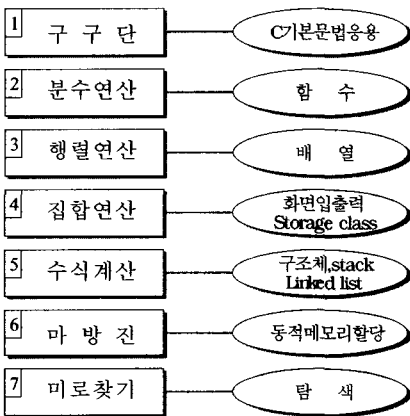 1 구 구 단 C기본문법응용
2 분수연산 함 수
3 행렬연산 배 열
4 집합연산 화면입출력
Storage class
5 수식계산 구조체,stack
Linked list
6 마 방 진 동적메모리할당
7 미로찾기 탐 색